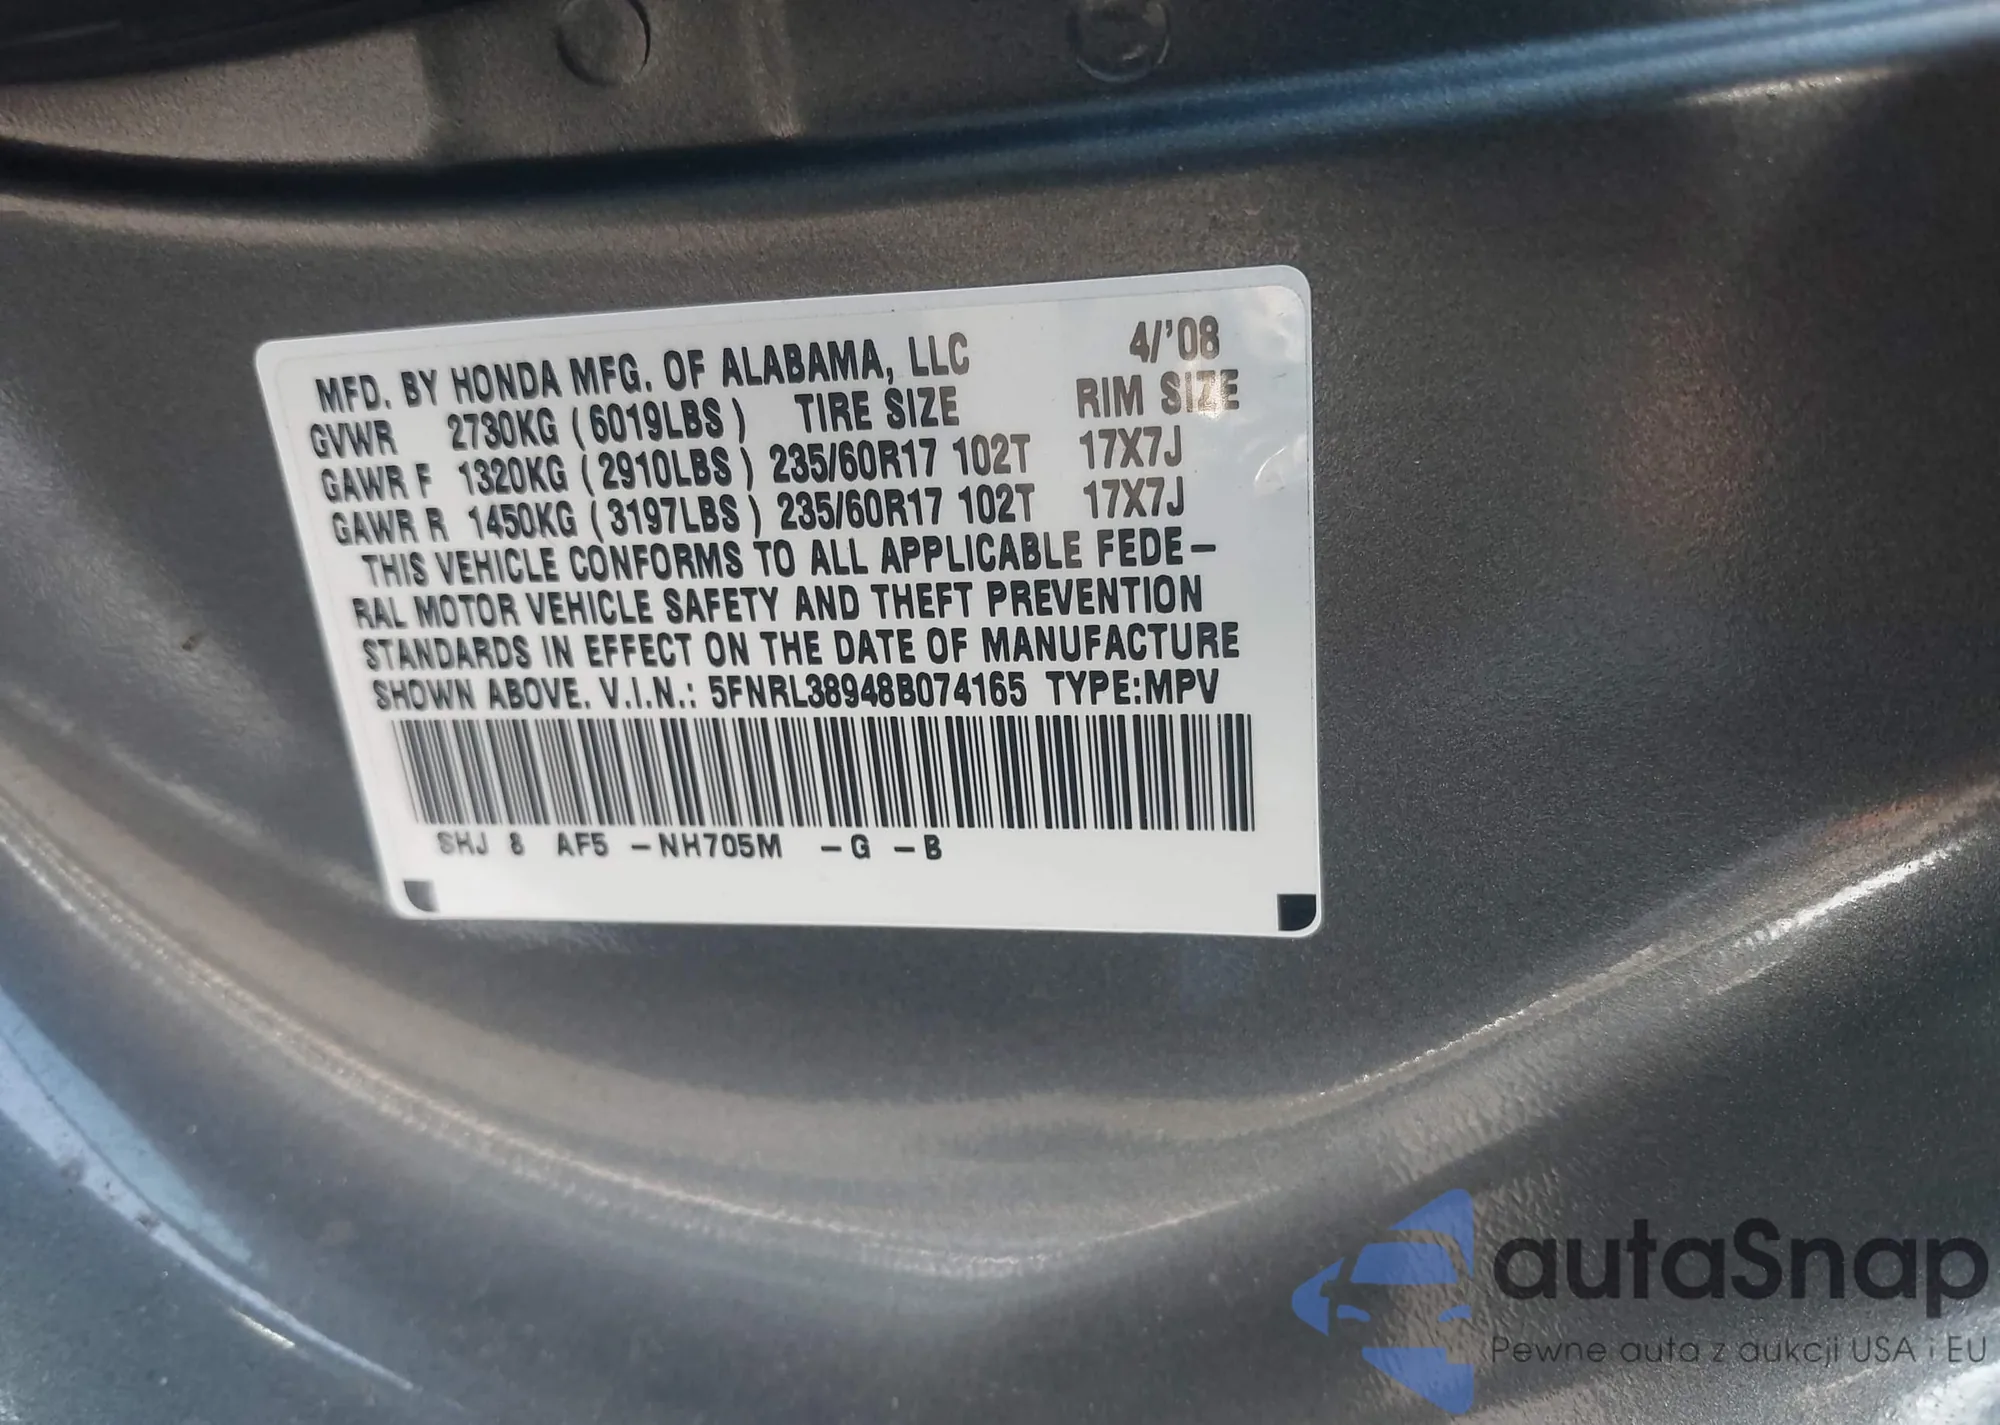 MFD. BY HONDA MFG. OF ALABAMA, LLC 4/'08
GVWR 2730KG (6019LBS) TIRE SIZE RIM SIZE
GAWR F 1320KG (2910LBS) 235/60R17 102T 17X7J
GAWR R 1450KG (3197LBS) 235/60R17 102T 17X7J
THIS VEHICLE CONFORMS TO ALL APPLICABLE FEDE-
RAL MOTOR VEHICLE SAFETY AND THEFT PREVENTION
STANDARDS IN EFFECT ON THE DATE OF MANUFACTURE
SHOWN ABOVE. V.I.N.: 5FNRL38948B074165 TYPE:MPV
SHJ 8 AF5 -NH705M -G -B
autaSnap
Pewne auta z aukcji USA i EU